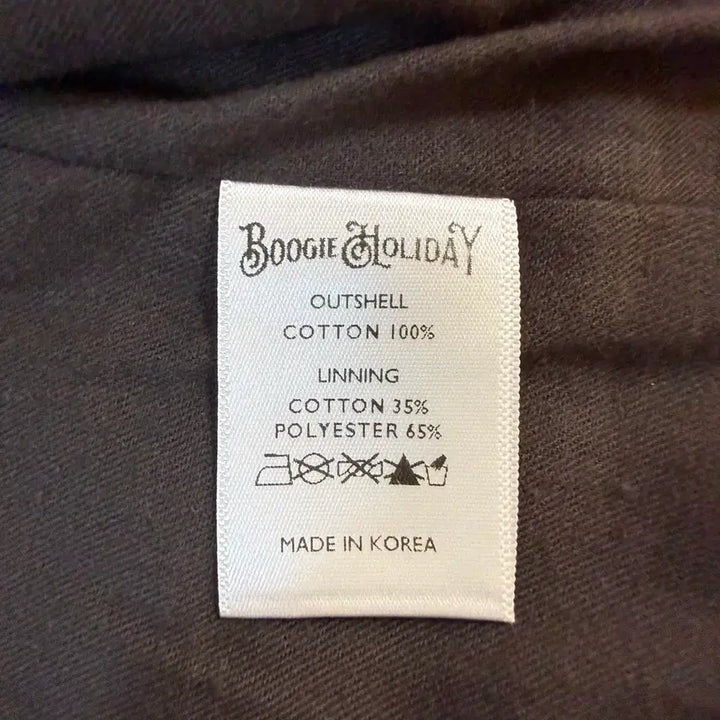 BOOGIE HOLIDAY
OUTSHELL
COTTON 100%
LINNING
COTTON 35%
POLYESTER 65%
MADE IN KOREA